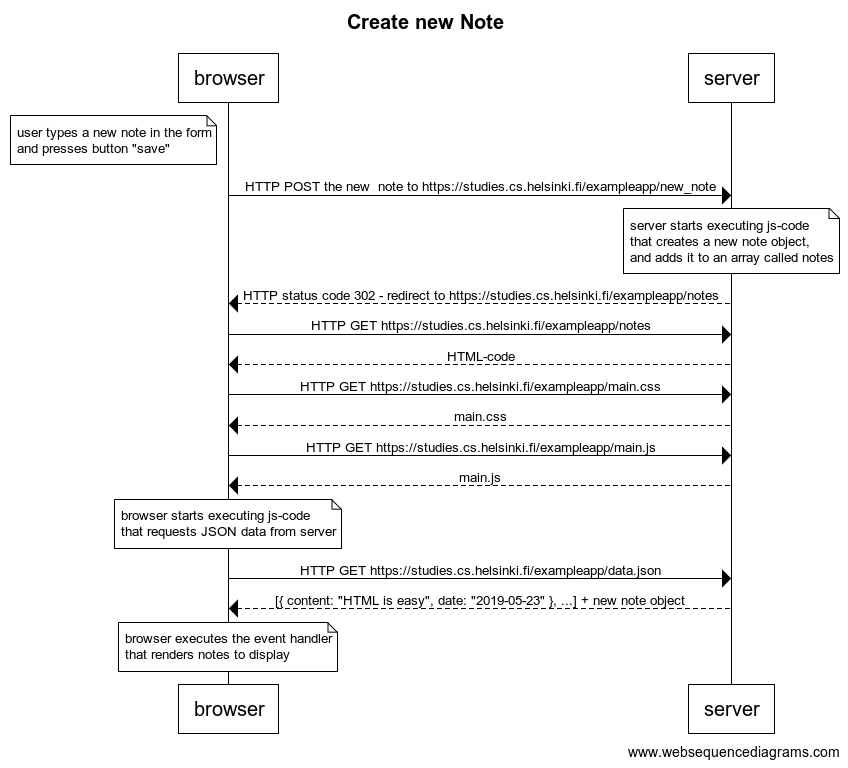 Create new Note
browser
server
user types a new note in the form
and presses button "save"
HTTP POST the new  note to https://studies.cs.helsinki.fi/exampleapp/new_note
server starts executing js-code
that creates a new note object,
and adds it to an array called notes
HTTP status code 302 - redirect to https://studies.cs.helsinki.fi/exampleapp/notes
HTTP GET https://studies.cs.helsinki.fi/exampleapp/notes
HTML-code
HTTP GET https://studies.cs.helsinki.fi/exampleapp/main.css
main.css
HTTP GET https://studies.cs.helsinki.fi/exampleapp/main.js
main.js
browser starts executing js-code
that requests JSON data from server
HTTP GET https://studies.cs.helsinki.fi/exampleapp/data.json
[{ content: "HTML is easy", date: "2019-05-23" }, ...] + new note object
browser executes the event handler
that renders notes to display
browser
server
www.websequencediagrams.com